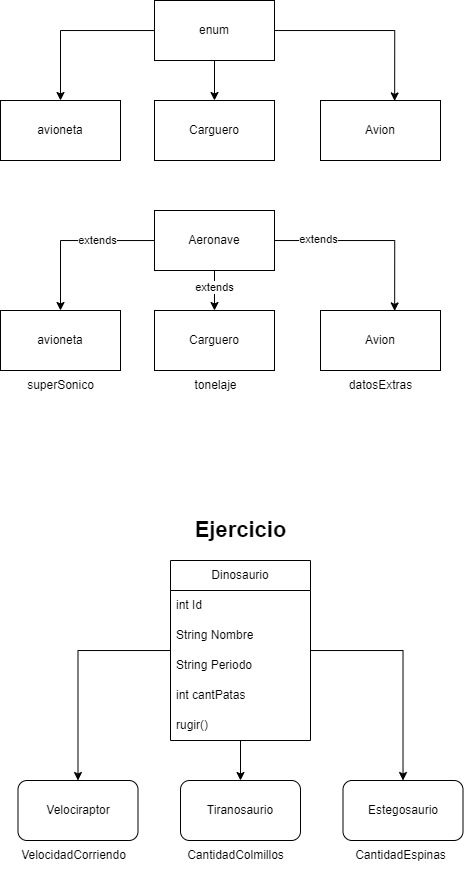 enum
avioneta
Carguero
Avion
Aeronave
extends
extends
extends
avioneta
Carguero
Avion
superSonico
tonelaje
datosExtras
Ejercicio
Dinosaurio
int Id
String Nombre
String Periodo
int cantPatas
rugir()
Velociraptor
Tiranosaurio
Estegosaurio
VelocidadCorriendo
CantidadColmillos
CantidadEspinas